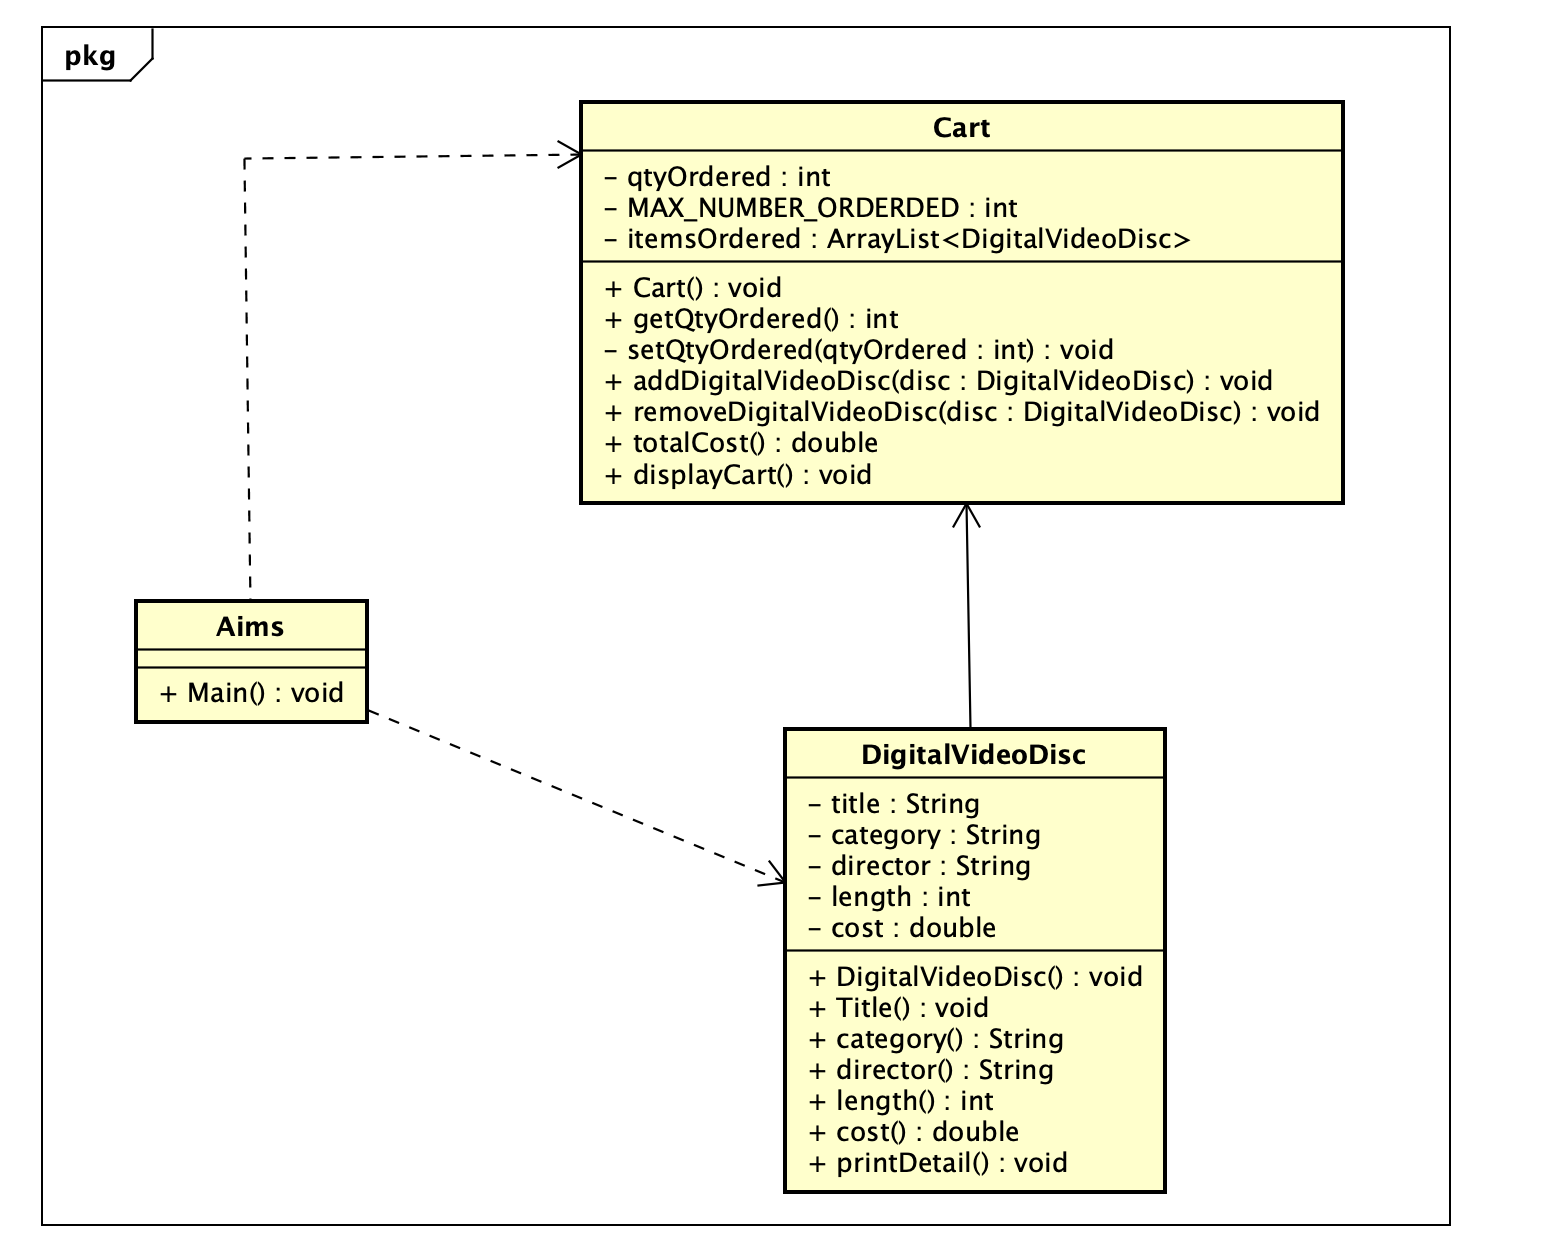 pkg
Cart
– qtyOrdered : int
– MAX_NUMBER_ORDERDED : int
– itemsOrdered : ArrayList<DigitalVideoDisc>
+ Cart() : void
+ getQtyOrdered() : int
– setQtyOrdered(qtyOrdered : int) : void
+ addDigitalVideoDisc(disc : DigitalVideoDisc) : void
+ removeDigitalVideoDisc(disc : DigitalVideoDisc) : void
+ totalCost() : double
+ displayCart() : void
Aims
+ Main() : void
DigitalVideoDisc
– title : String
– category : String
– director : String
– length : int
– cost : double
+ DigitalVideoDisc() : void
+ Title() : void
+ category() : String
+ director() : String
+ length() : int
+ cost() : double
+ printDetail() : void